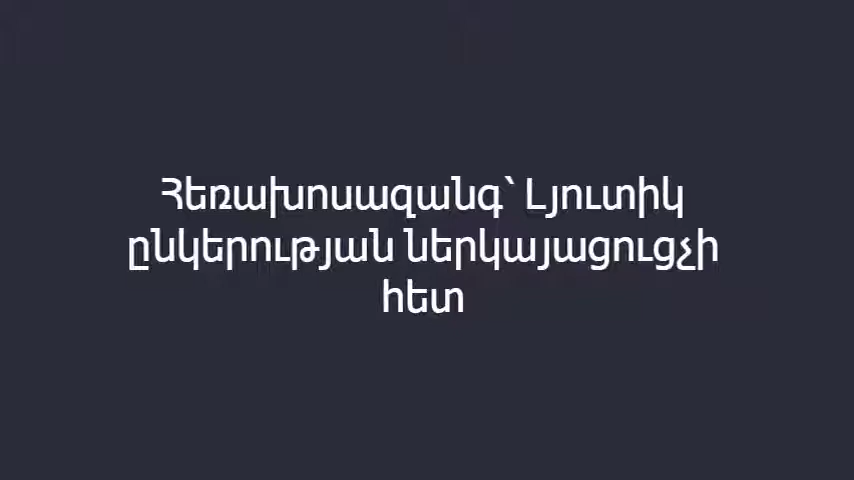 Հեռախոսազանգ՝ Լյուտիկ
ընկերության ներկայացուցչի
հետ